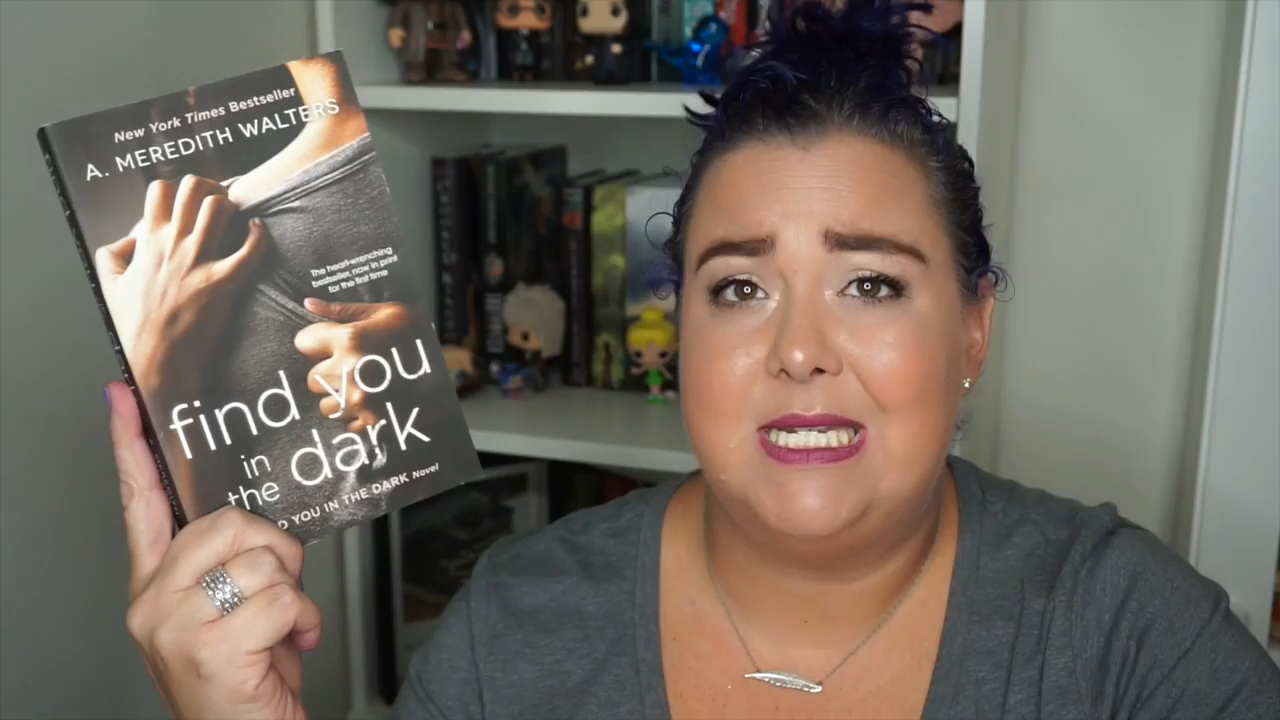 New York Times Bestseller
A. MEREDITH WALTERS
The heart-wrenching
bestseller, now in print
for the first time
find you
in dark
the
D YOU IN THE DARK Novel